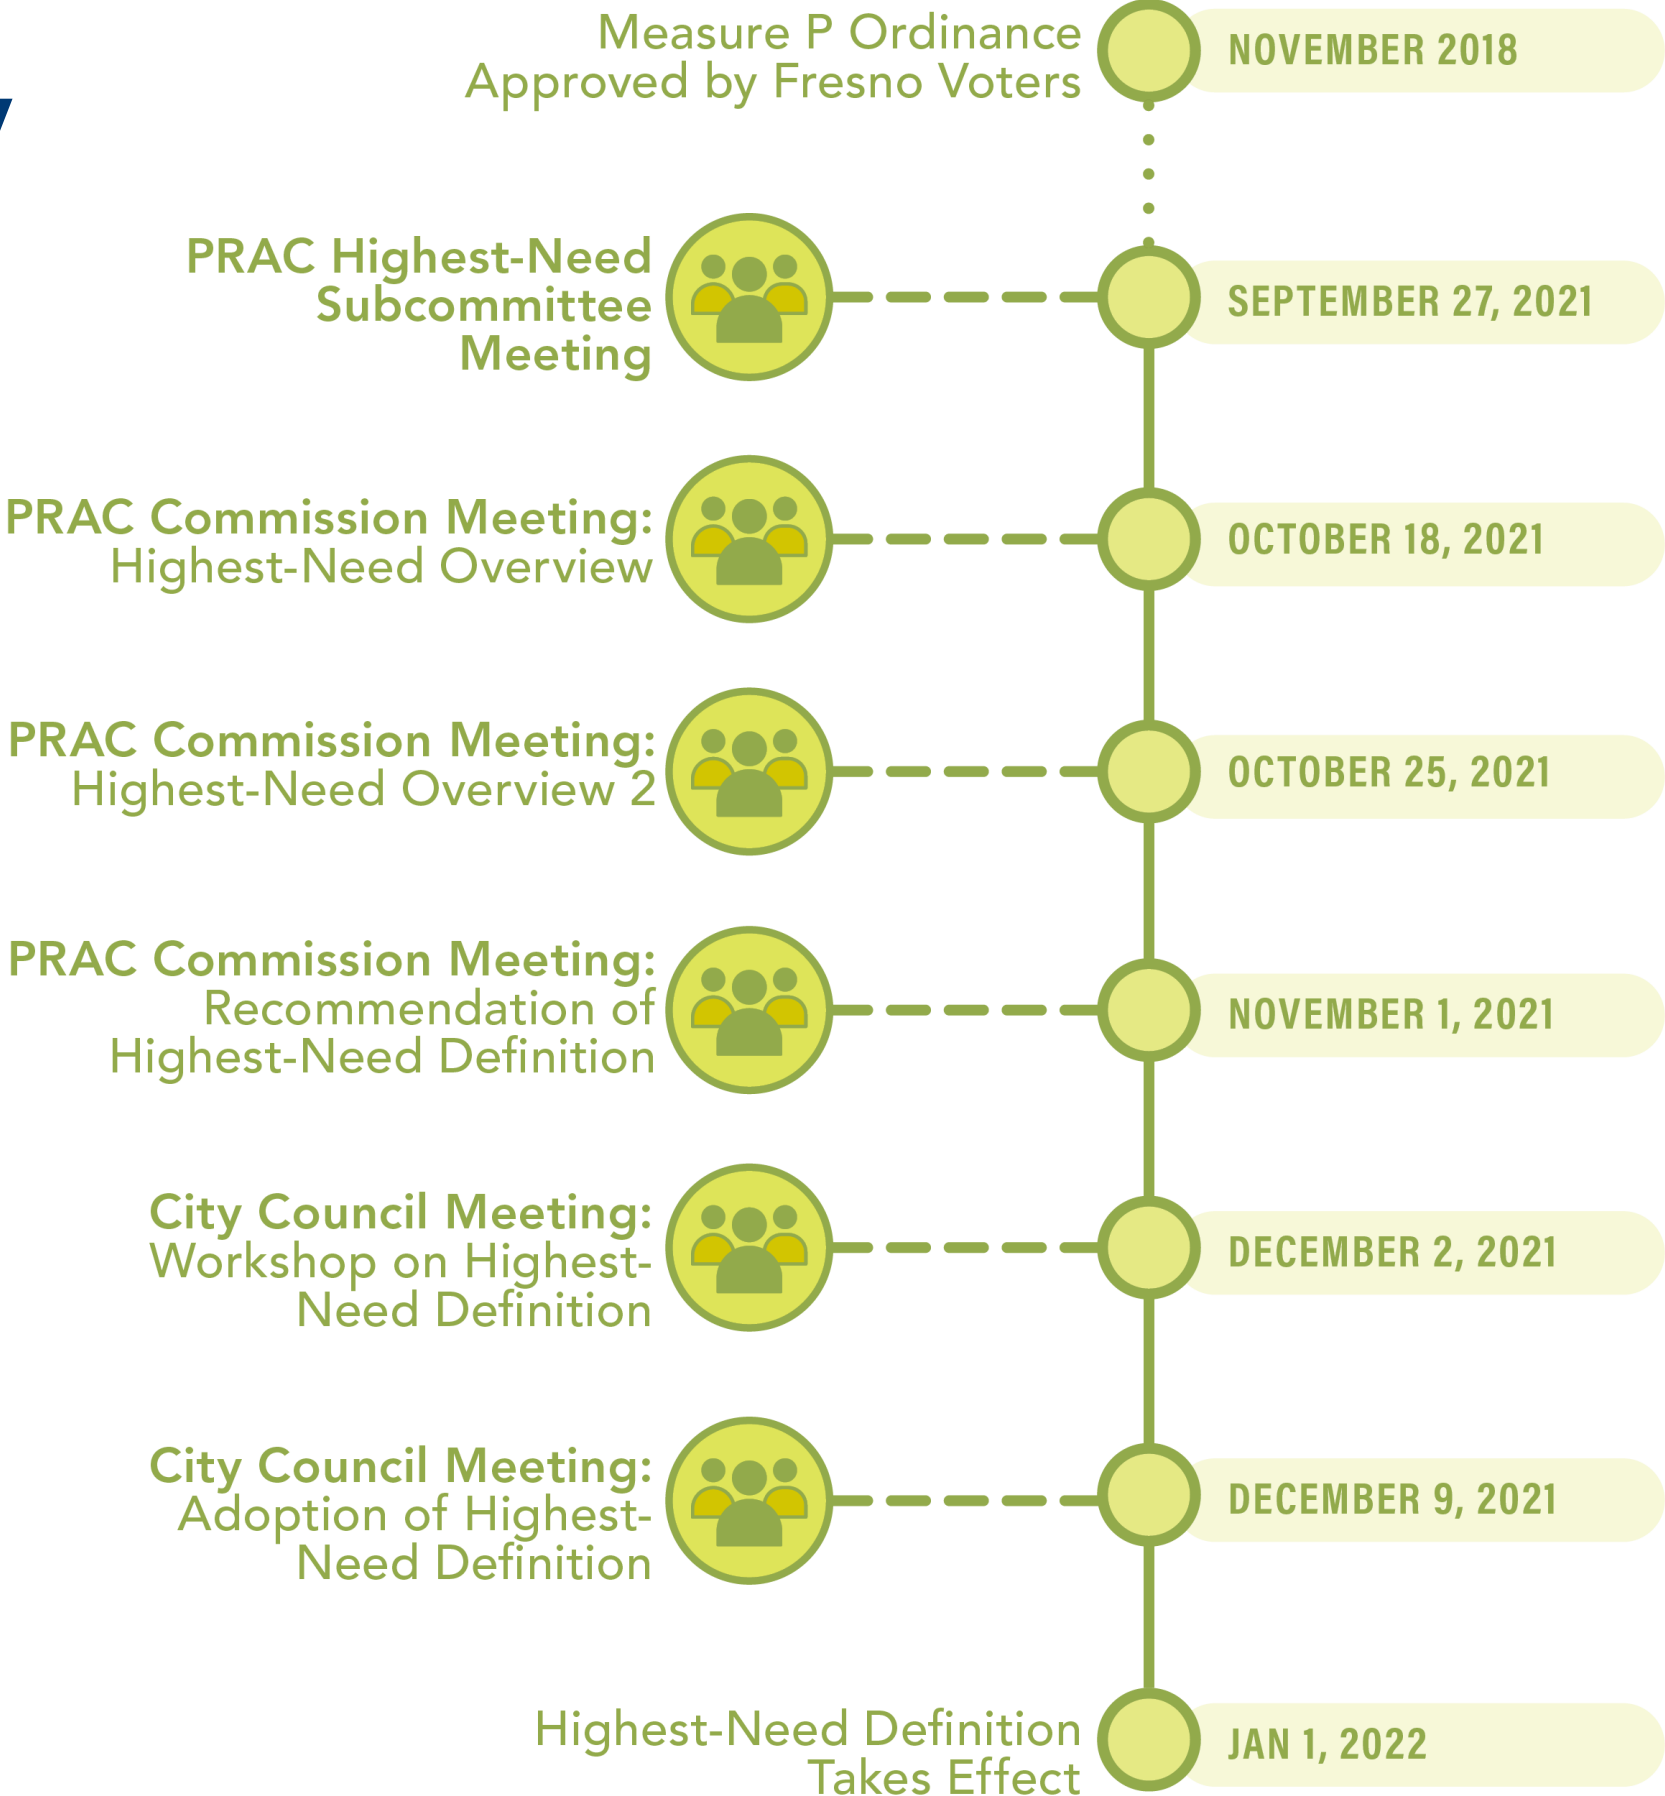 Measure P Ordinance
Approved by Fresno Voters
NOVEMBER 2018
PRAC Highest-Need
Subcommittee
Meeting
SEPTEMBER 27, 2021
PRAC Commission Meeting:
Highest-Need Overview
OCTOBER 18, 2021
PRAC Commission Meeting:
Highest-Need Overview 2
OCTOBER 25, 2021
PRAC Commission Meeting:
Recommendation of
Highest-Need Definition
NOVEMBER 1, 2021
City Council Meeting:
Workshop on Highest-
Need Definition
DECEMBER 2, 2021
City Council Meeting:
Adoption of Highest-
Need Definition
DECEMBER 9, 2021
Highest-Need Definition
Takes Effect
JAN 1, 2022